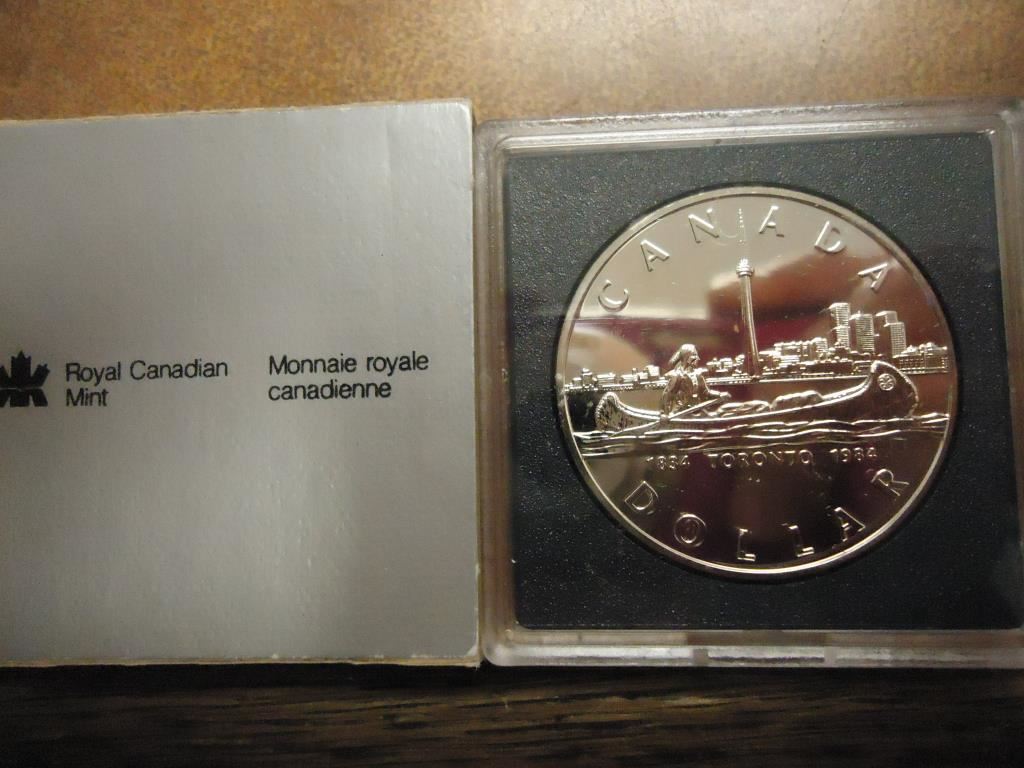 Royal Canadian
Mint
Monnaie royale
canadienne
CANADA
1834 TORONTO 1984
DOLLAR